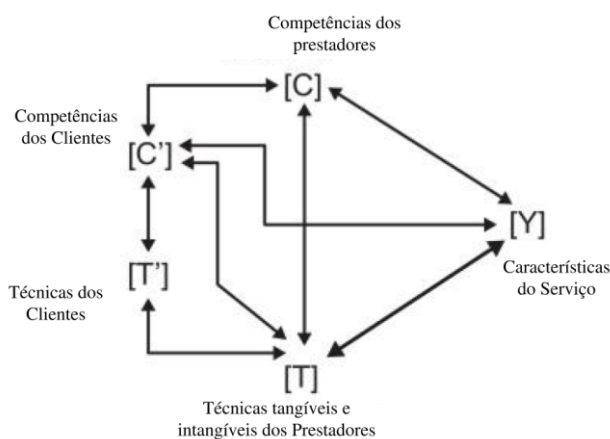 Competências dos
prestadores
[C]
Competências
dos Clientes
[C']
[Y]
Características
do Serviço
[T']
Técnicas dos
Clientes
[T]
Técnicas tangíveis e
intangíveis dos Prestadores